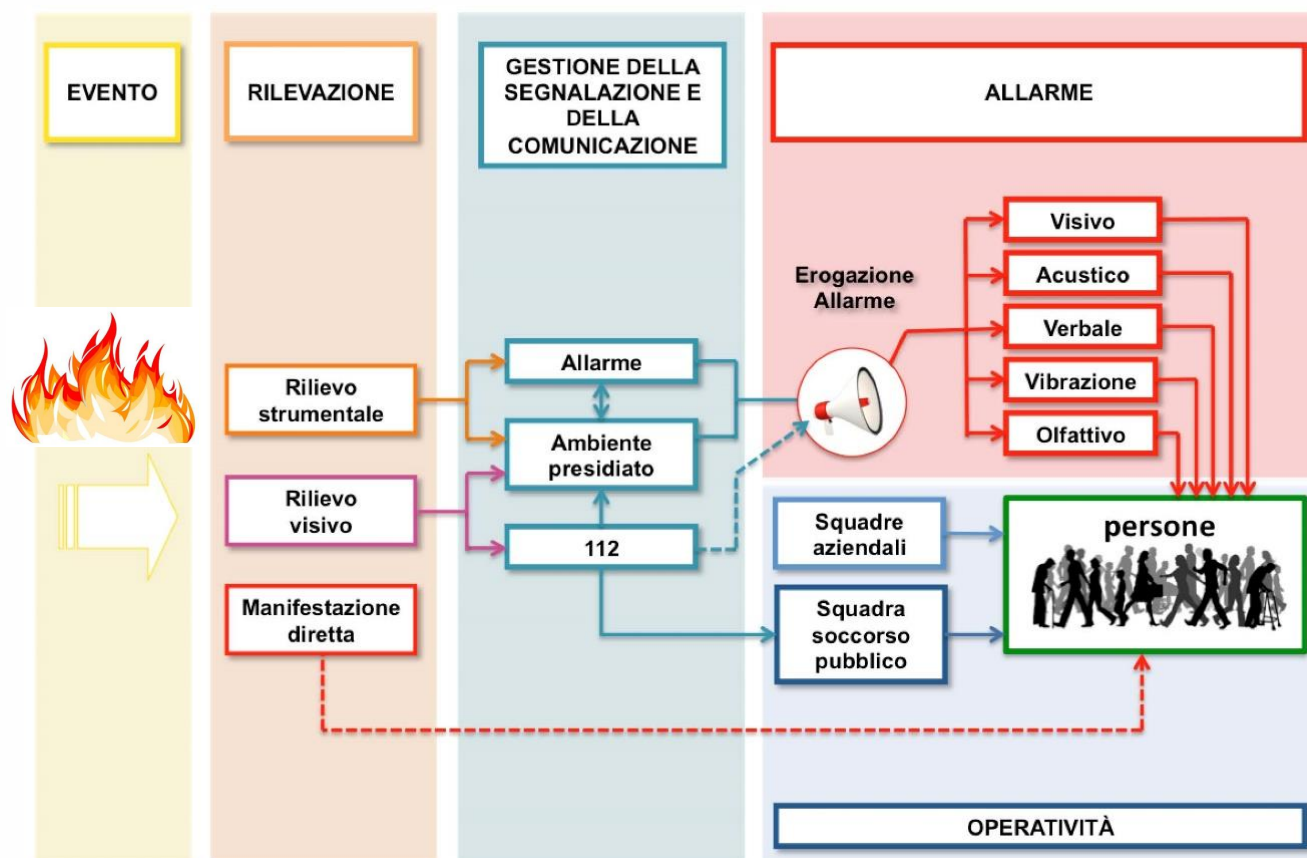 EVENTO
RILEVAZIONE
GESTIONE DELLA
SEGNALAZIONE E
DELLA
COMUNICAZIONE
ALLARME
Visivo
Acustico
Verbale
Vibrazione
Olfattivo
Erogazione
Allarme
Rilievo
strumentale
Allarme
Ambiente
presidiato
Rilievo
visivo
112
Manifestazione
diretta
Squadre
aziendali
Squadra
soccorso
pubblico
persone
OPERATIVITÀ